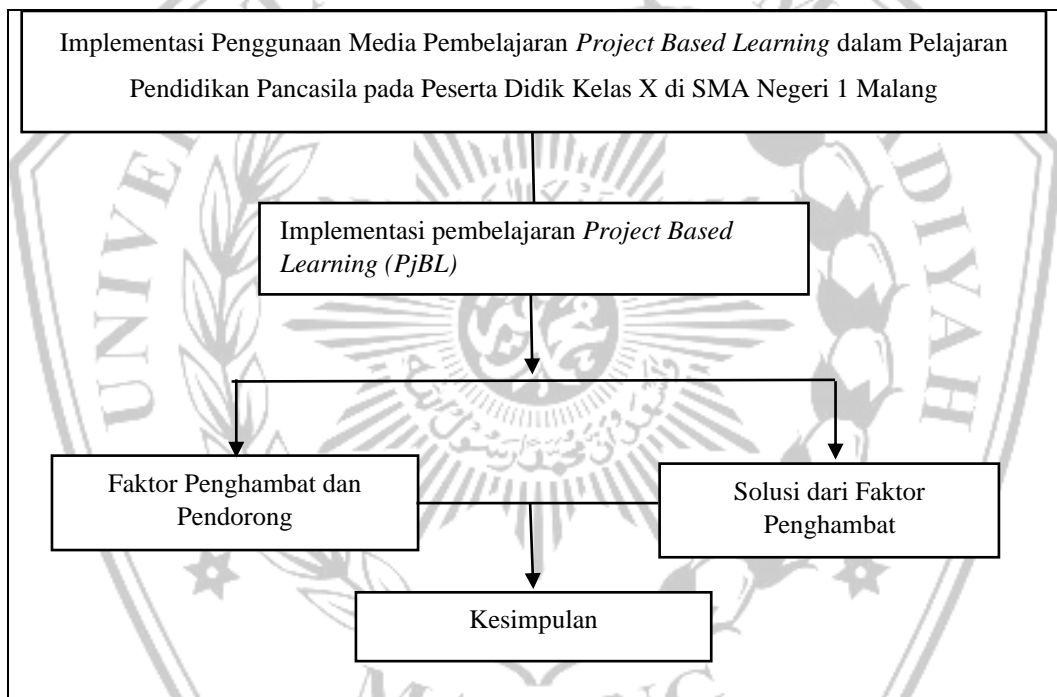 Implementasi Penggunaan Media Pembelajaran Project Based Learning dalam Pelajaran
Pendidikan Pancasila pada Peserta Didik Kelas X di SMA Negeri 1 Malang
Implementasi pembelajaran Project Based
Learning (PjBL)
Faktor Penghambat dan
Pendorong
Solusi dari Faktor
Penghambat
Kesimpulan